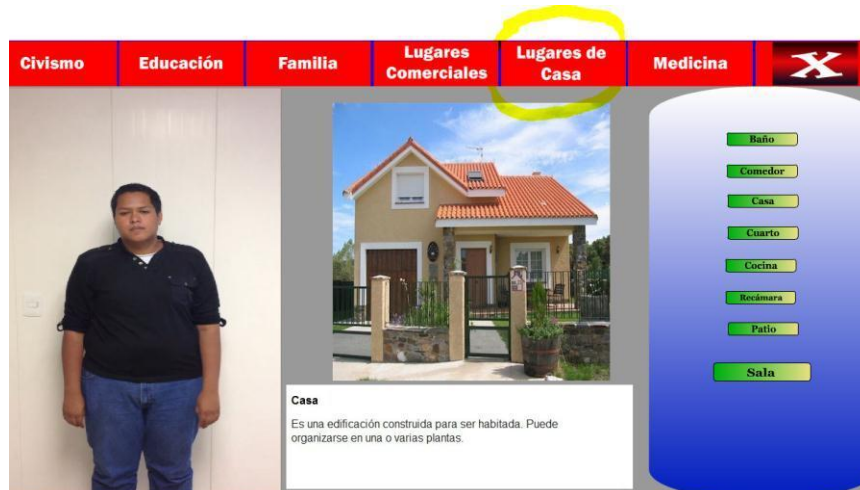 Civismo
Educación
Familia
Lugares
Comerciales
Lugares de
Casa
Medicina
X
Baño
Comedor
Casa
Cuarto
Cocina
Recámara
Patio
Sala
Casa
Es una edificación construida para ser habitada. Puede
organizarse en una o varias plantas.